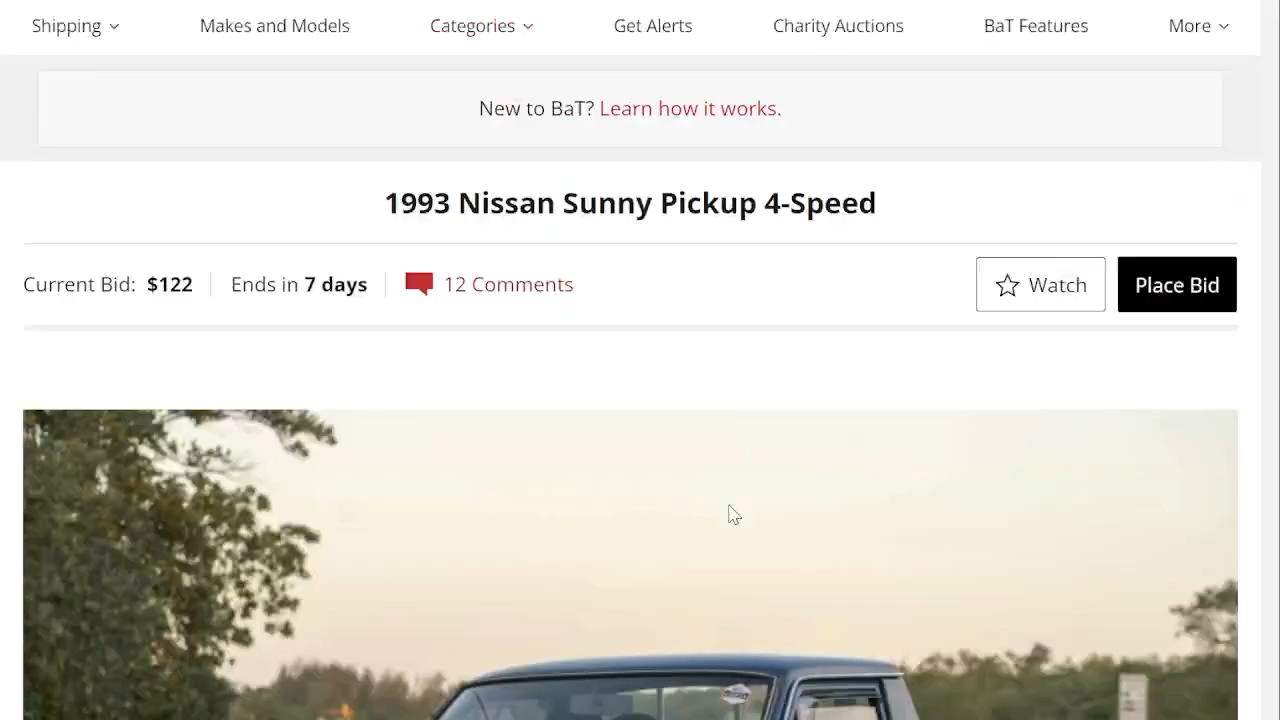 Shipping Makes and Models Categories Get Alerts Charity Auctions BaT Features More
New to BaT? Learn how it works.
1993 Nissan Sunny Pickup 4-Speed
Current Bid: $122 Ends in 7 days 12 Comments Watch Place Bid